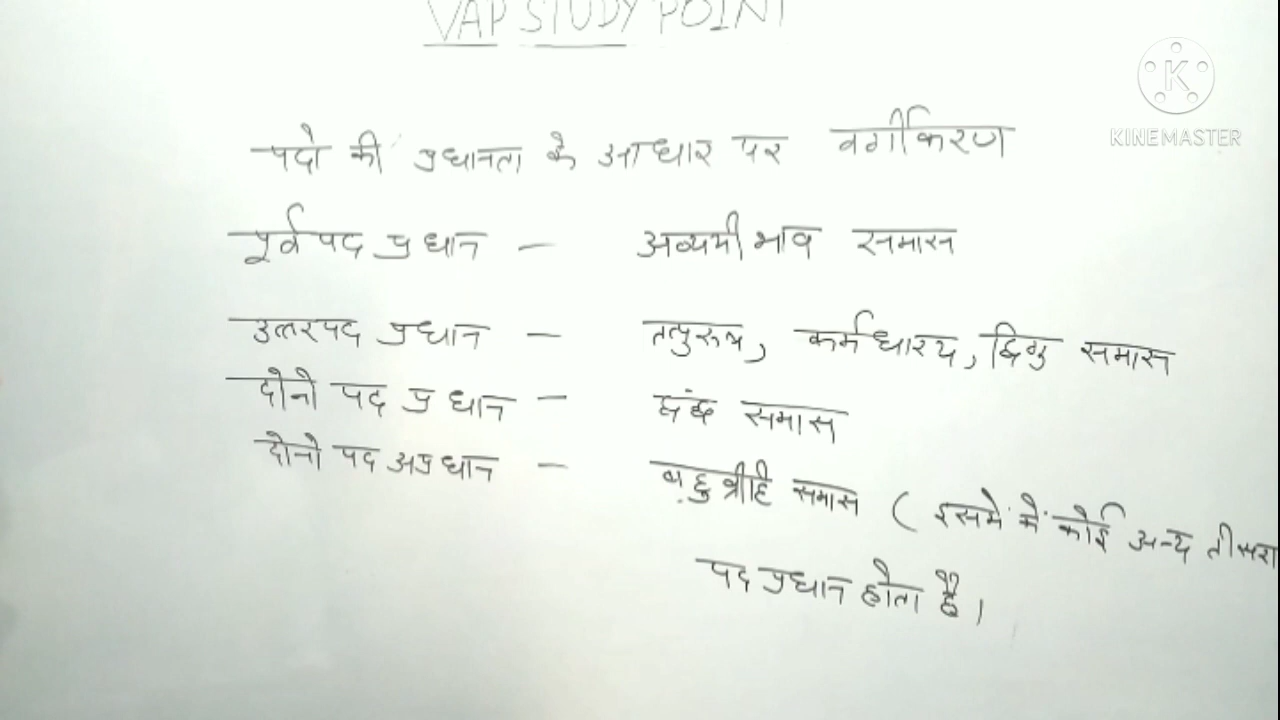 VAP STUDY POINT
KINEMASTER
पदो की प्रधानता के आधार पर वर्गीकरण
पूर्वपद प्रधान — अव्ययीभाव समास
उत्तरपद प्रधान — तत्पुरुष, कर्मधारय, द्विगु समास
दोनो पद प्रधान — द्वंद्व समास
दोनो पद अप्रधान — बहुव्रीहि समास ( इसमें में कोई अन्य तीसरा
पद प्रधान होता है।